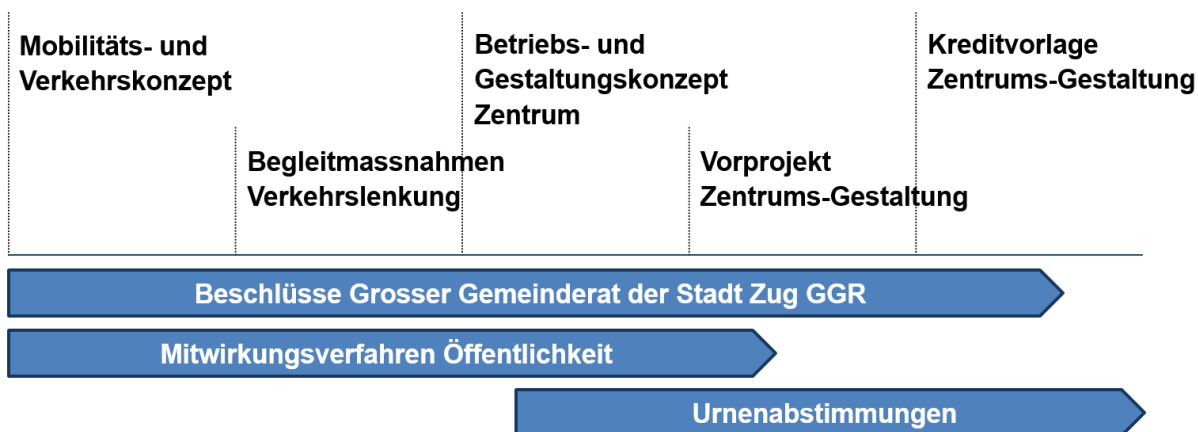 Mobilitäts- und
Verkehrskonzept
Begleitmassnahmen
Verkehrslenkung
Betriebs- und
Gestaltungskonzept
Zentrum
Vorprojekt
Zentrums-Gestaltung
Kreditvorlage
Zentrums-Gestaltung
Beschlüsse Grosser Gemeinderat der Stadt Zug GGR
Mitwirkungsverfahren Öffentlichkeit
Urnenabstimmungen